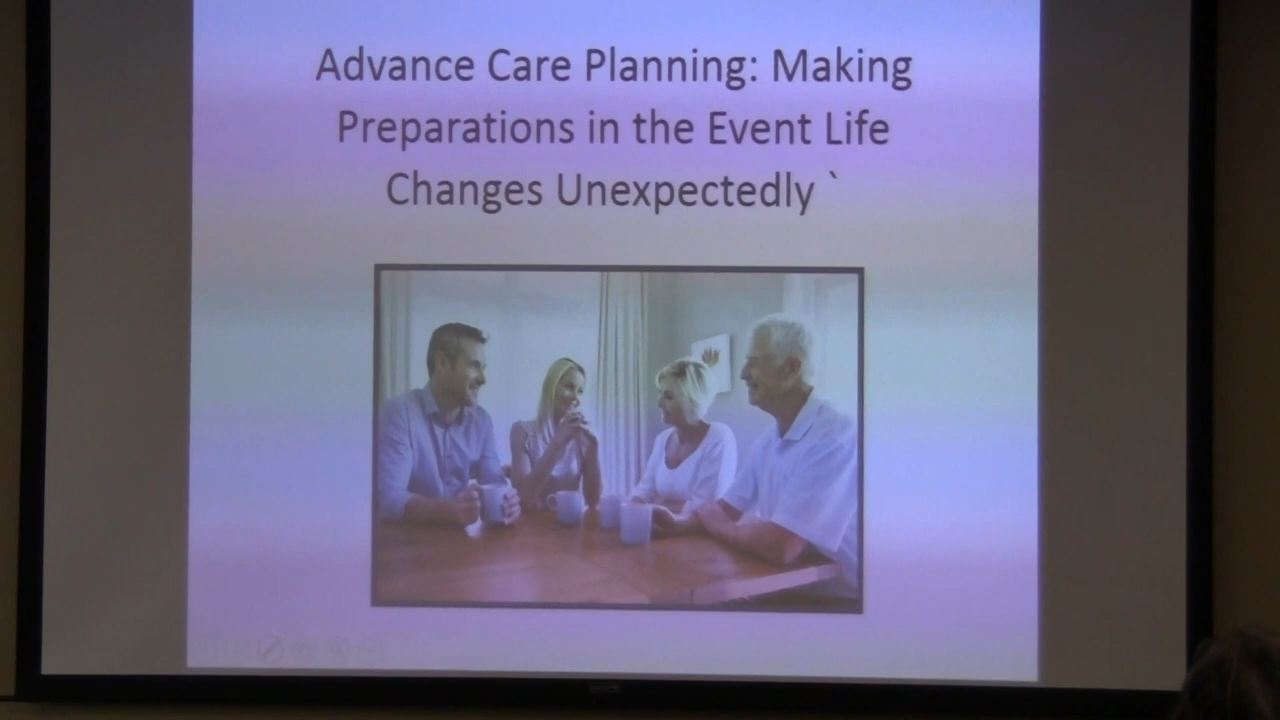 Advance Care Planning: Making
Preparations in the Event Life
Changes Unexpectedly `